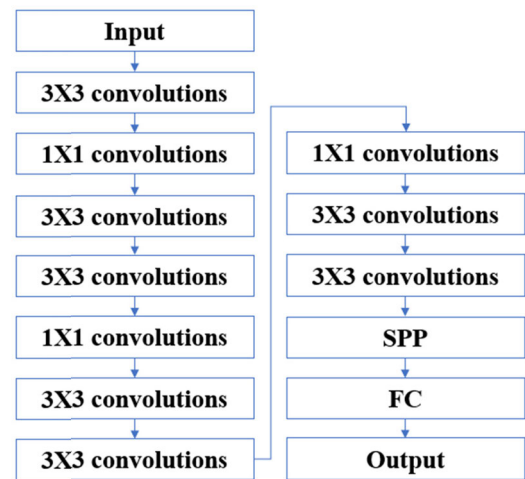 Input
3X3 convolutions
1X1 convolutions
3X3 convolutions
3X3 convolutions
1X1 convolutions
3X3 convolutions
3X3 convolutions
1X1 convolutions
3X3 convolutions
3X3 convolutions
SPP
FC
Output